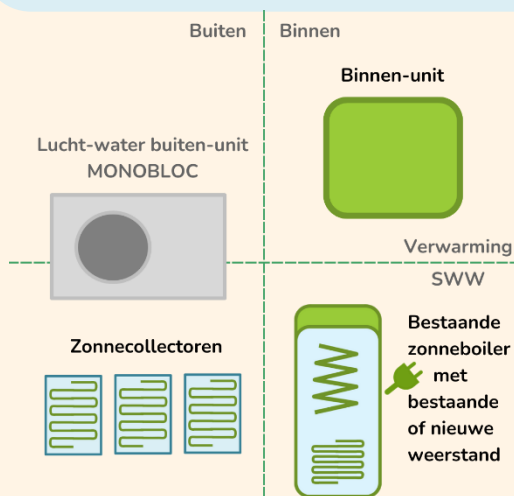 Buiten
Binnen
Binnen-unit
Lucht-water buiten-unit
MONOBLOC
Verwarming
SWW
Zonnecollectoren
Bestaande
zonneboiler
met
bestaande
of nieuwe
weerstand